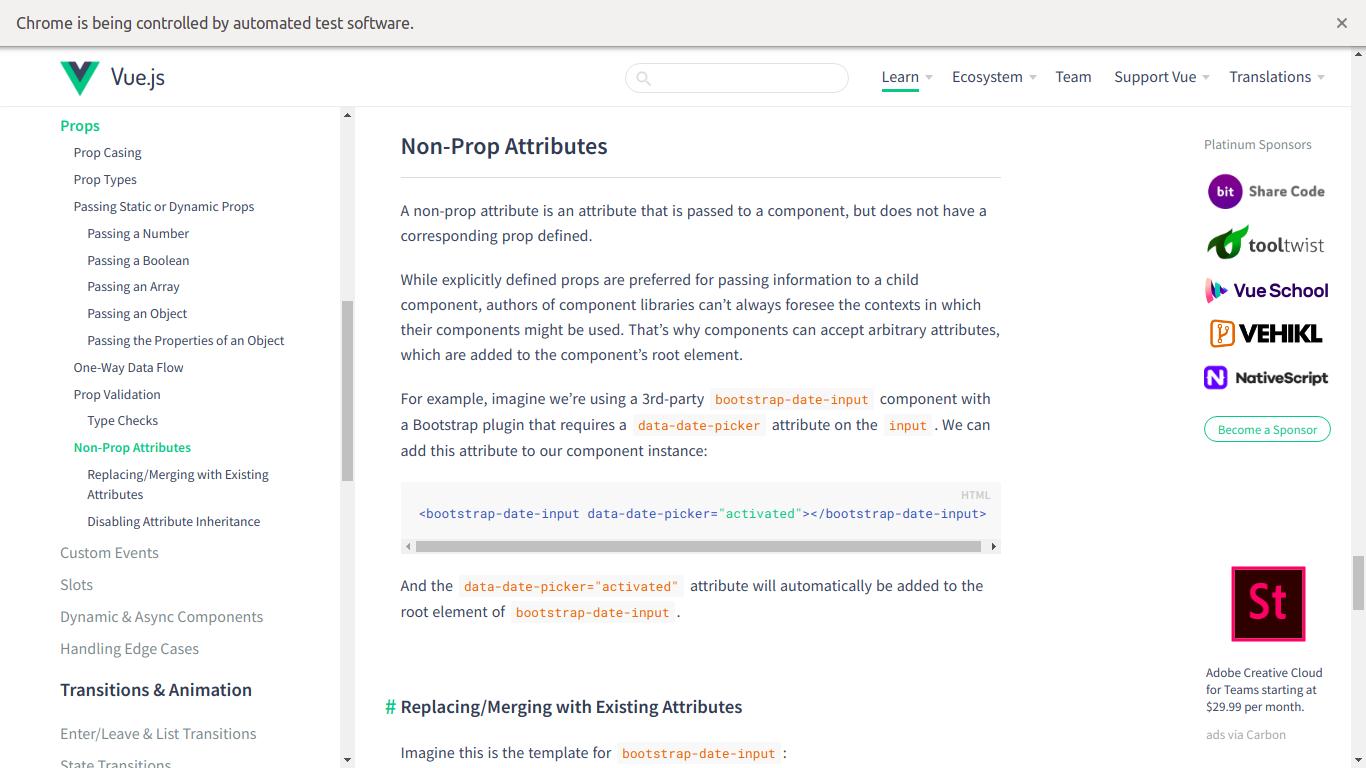 Chrome is being controlled by automated test software.
Vue.js
Learn
Ecosystem
Team
Support Vue
Translations
Props
Prop Casing
Prop Types
Passing Static or Dynamic Props
Passing a Number
Passing a Boolean
Passing an Array
Passing an Object
Passing the Properties of an Object
One-Way Data Flow
Prop Validation
Type Checks
Non-Prop Attributes
Replacing/Merging with Existing
Attributes
Disabling Attribute Inheritance
Custom Events
Slots
Dynamic & Async Components
Handling Edge Cases
Transitions & Animation
Enter/Leave & List Transitions
State Transitions
Non-Prop Attributes
A non-prop attribute is an attribute that is passed to a component, but does not have a
corresponding prop defined.
While explicitly defined props are preferred for passing information to a child
component, authors of component libraries can’t always foresee the contexts in which
their components might be used. That’s why components can accept arbitrary attributes,
which are added to the component’s root element.
For example, imagine we’re using a 3rd-party bootstrap-date-input component with
a Bootstrap plugin that requires a data-date-picker attribute on the input . We can
add this attribute to our component instance:
HTML
<bootstrap-date-input data-date-picker="activated"></bootstrap-date-input>
And the data-date-picker="activated" attribute will automatically be added to the
root element of bootstrap-date-input .
# Replacing/Merging with Existing Attributes
Imagine this is the template for bootstrap-date-input :
Platinum Sponsors
bit Share Code
tooltwist
Vue School
VEHIKL
N NativeScript
Become a Sponsor
St
Adobe Creative Cloud
for Teams starting at
$29.99 per month.
ads via Carbon